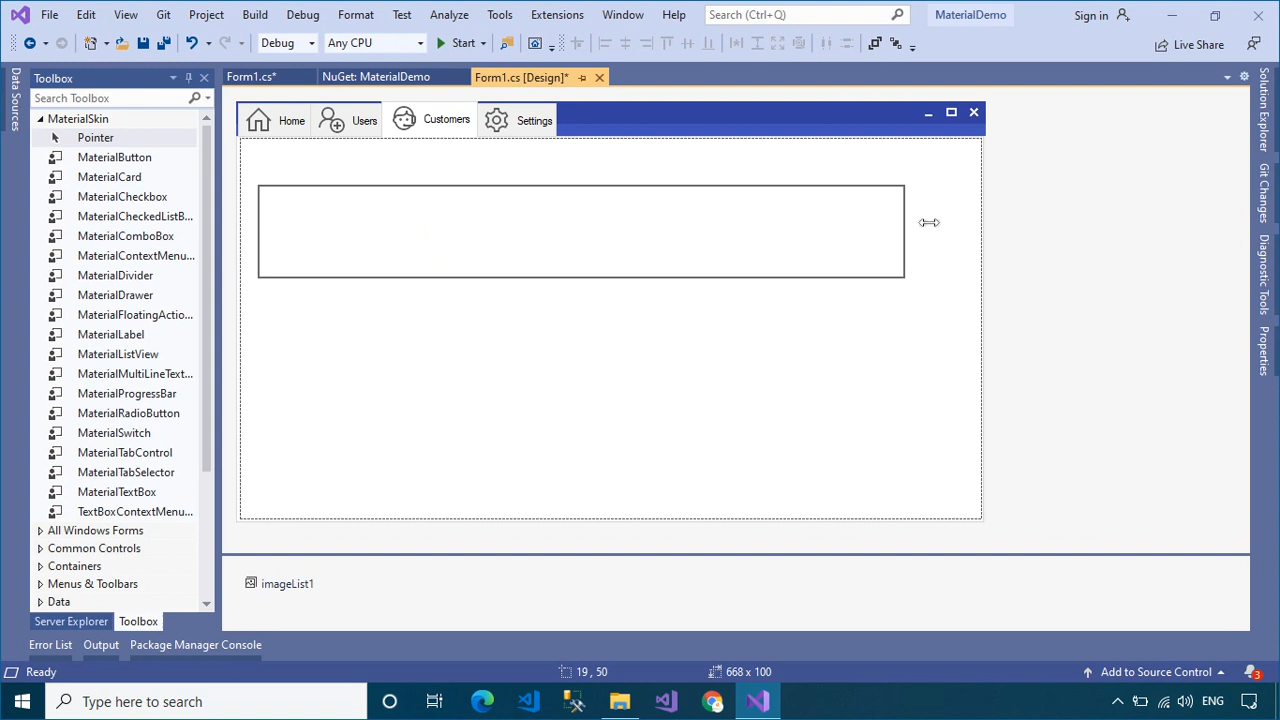 File Edit View Git Project Build Debug Format Test Analyze Tools Extensions Window Help Search (Ctrl+Q) MaterialDemo Sign in
Debug Any CPU Start Live Share
Data Sources
Toolbox
Form1.cs* NuGet: MaterialDemo Form1.cs [Design]*
Search Toolbox
MaterialSkin
Pointer
MaterialButton
MaterialCard
MaterialCheckbox
MaterialCheckedListB...
MaterialComboBox
MaterialContextMenu...
MaterialDivider
MaterialDrawer
MaterialFloatingActio...
MaterialLabel
MaterialListView
MaterialMultiLineText...
MaterialProgressBar
MaterialRadioButton
MaterialSwitch
MaterialTabControl
MaterialTabSelector
MaterialTextBox
TextBoxContextMenu...
All Windows Forms
Common Controls
Containers
Menus & Toolbars
Data
Server Explorer Toolbox
Home Users Customers Settings
imageList1
Solution Explorer
Git Changes
Diagnostic Tools
Properties
Error List Output Package Manager Console
Ready 19 , 50 668 x 100 Add to Source Control 3
Type here to search ENG